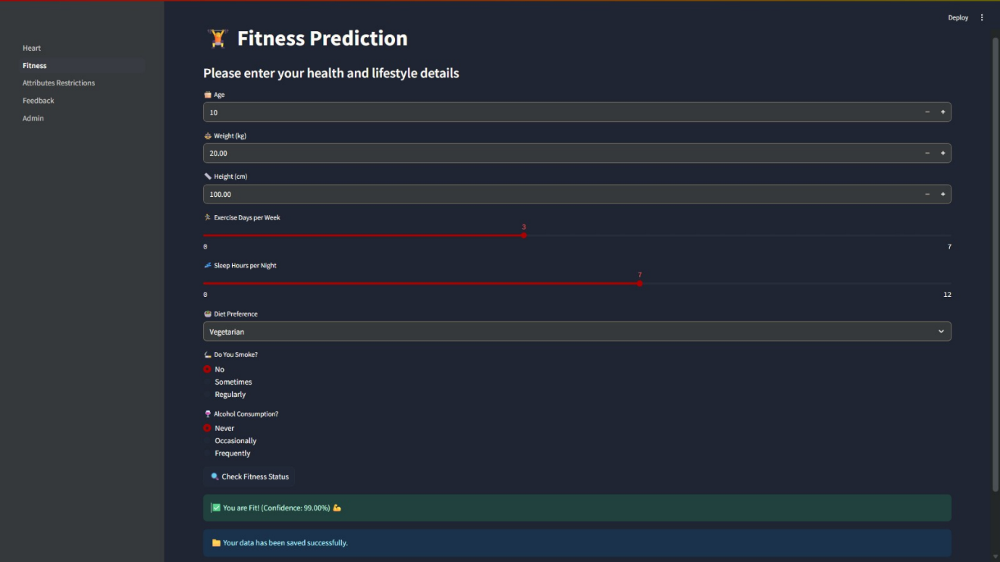 Deploy
Heart
Fitness
Attributes Restrictions
Feedback
Admin
Fitness Prediction
Please enter your health and lifestyle details
Age
10
Weight (kg)
20.00
Height (cm)
100.00
Exercise Days per Week
3
0 7
Sleep Hours per Night
7
0 12
Diet Preference
Vegetarian
Do You Smoke?
No
Sometimes
Regularly
Alcohol Consumption?
Never
Occasionally
Frequently
Check Fitness Status
You are Fit! (Confidence: 99.00%)
Your data has been saved successfully.